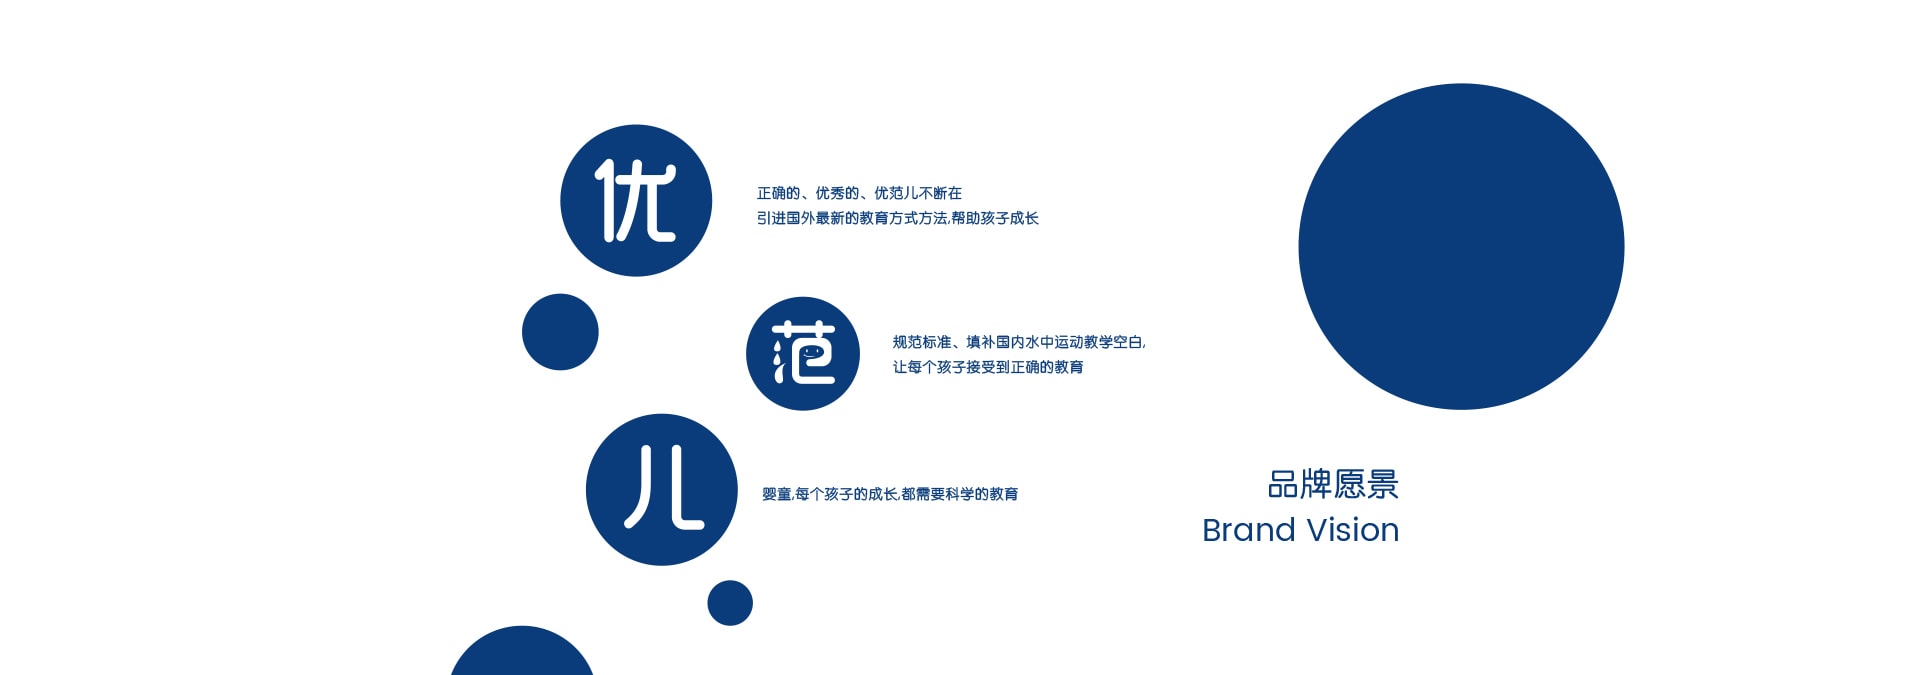 优
正确的、优秀的、优范儿不断在
引进国外最新的教育方式方法,帮助孩子成长
范
规范标准、填补国内水中运动教学空白,
让每个孩子接受到正确的教育
儿
婴童,每个孩子的成长,都需要科学的教育
品牌愿景
Brand Vision